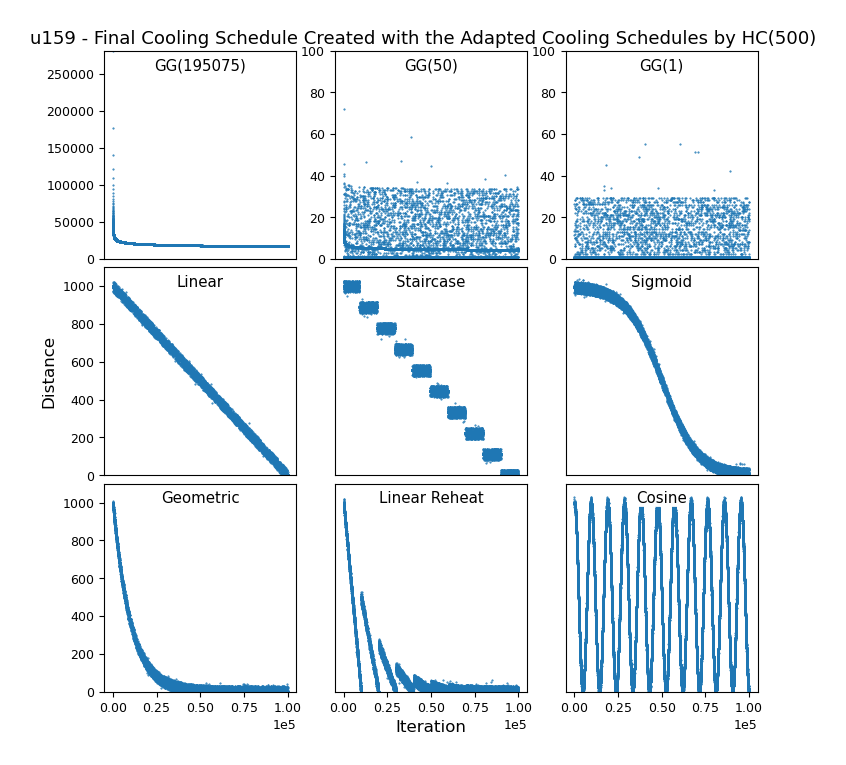 u159 - Final Cooling Schedule Created with the Adapted Cooling Schedules by HC(500)
GG(195075)
GG(50)
GG(1)
250000
200000
150000
100000
50000
0
100
80
60
40
20
0
100
80
60
40
20
0
Linear
Staircase
Sigmoid
1000
800
600
400
200
0
Distance
Geometric
Linear Reheat
Cosine
1000
800
600
400
200
0
0.00 0.25 0.50 0.75 1.00
1e5
0.00 0.25 0.50 0.75 1.00
1e5
0.00 0.25 0.50 0.75 1.00
1e5
Iteration